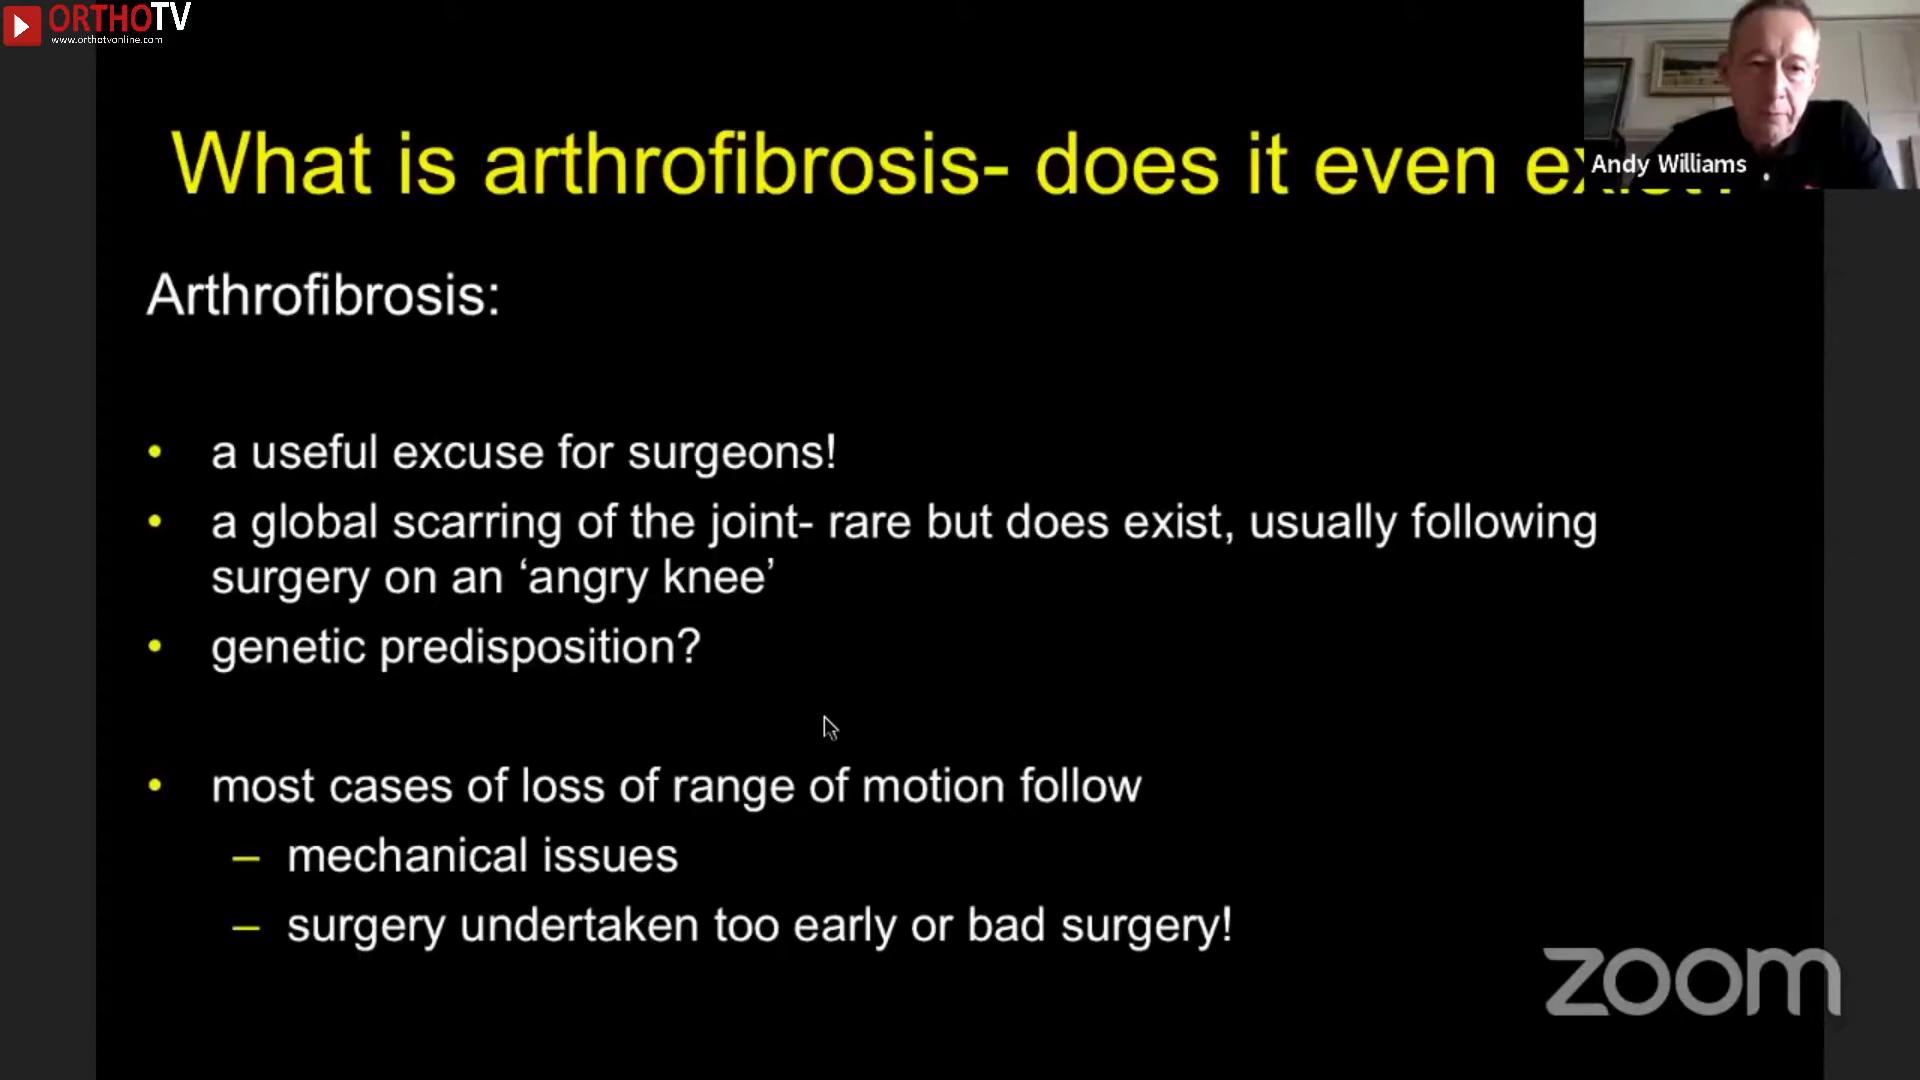 ORTHOTV
www.orthotvonline.com
What is arthrofibrosis- does it even
Andy Williams
Arthrofibrosis:
• a useful excuse for surgeons!
• a global scarring of the joint- rare but does exist, usually following
surgery on an ‘angry knee’
• genetic predisposition?
• most cases of loss of range of motion follow
– mechanical issues
– surgery undertaken too early or bad surgery!
zoom